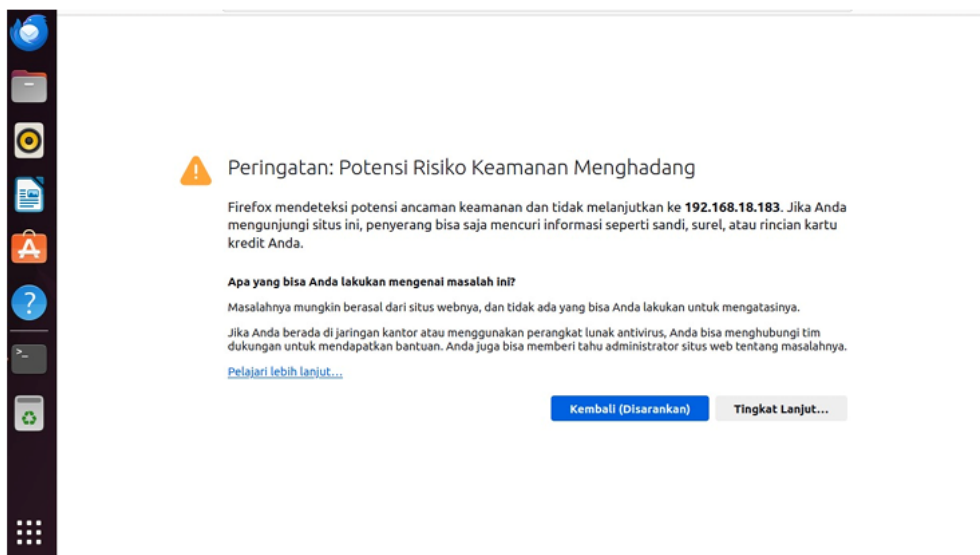 Peringatan: Potensi Risiko Keamanan Menghadang
Firefox mendeteksi potensi ancaman keamanan dan tidak melanjutkan ke 192.168.18.183. Jika Anda
mengunjungi situs ini, penyerang bisa saja mencuri informasi seperti sandi, surel, atau rincian kartu
kredit Anda.
Apa yang bisa Anda lakukan mengenai masalah ini?
Masalahnya mungkin berasal dari situs webnya, dan tidak ada yang bisa Anda lakukan untuk mengatasinya.
Jika Anda berada di jaringan kantor atau menggunakan perangkat lunak antivirus, Anda bisa menghubungi tim
dukungan untuk mendapatkan bantuan. Anda juga bisa memberi tahu administrator situs web tentang masalahnya.
Pelajari lebih lanjut…
Kembali (Disarankan) Tingkat Lanjut…